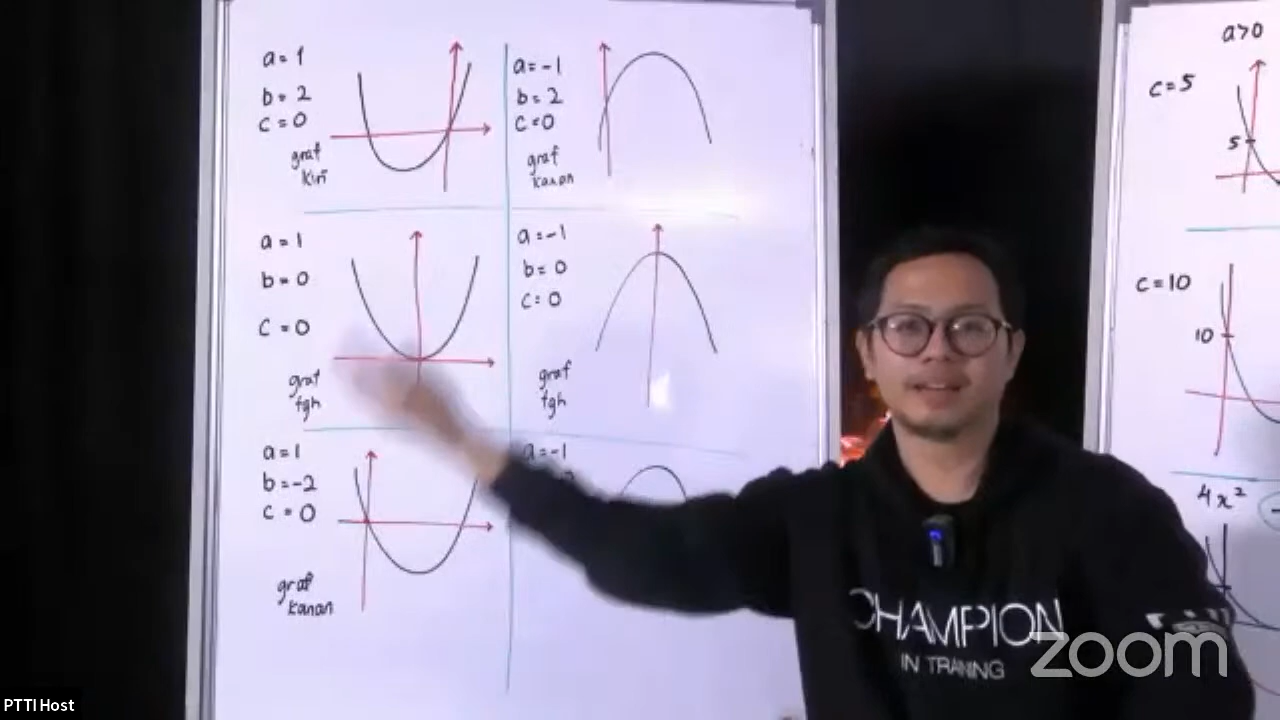 a = 1
b = 2
c = 0
graf
kiri
a = -1
b = 2
c = 0
graf
kanan
a = 1
b = 0
c = 0
graf
tgh
a = -1
b = 0
c = 0
graf
tgh
a = 1
b = -2
c = 0
graf
kanan
a = -1
a>0
c = 5
5
c = 10
10
4x²
CHAMPION
IN TRAINING
zoom
PTTI Host